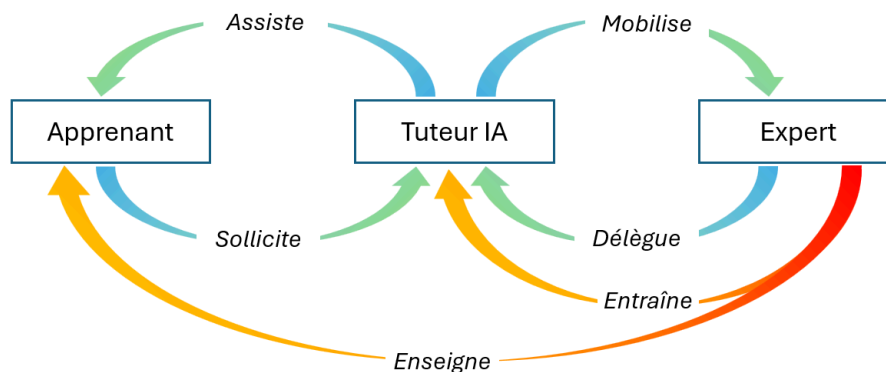 Assiste
Mobilise
Apprenant
Tuteur IA
Expert
Sollicite
Délègue
Entraîne
Enseigne